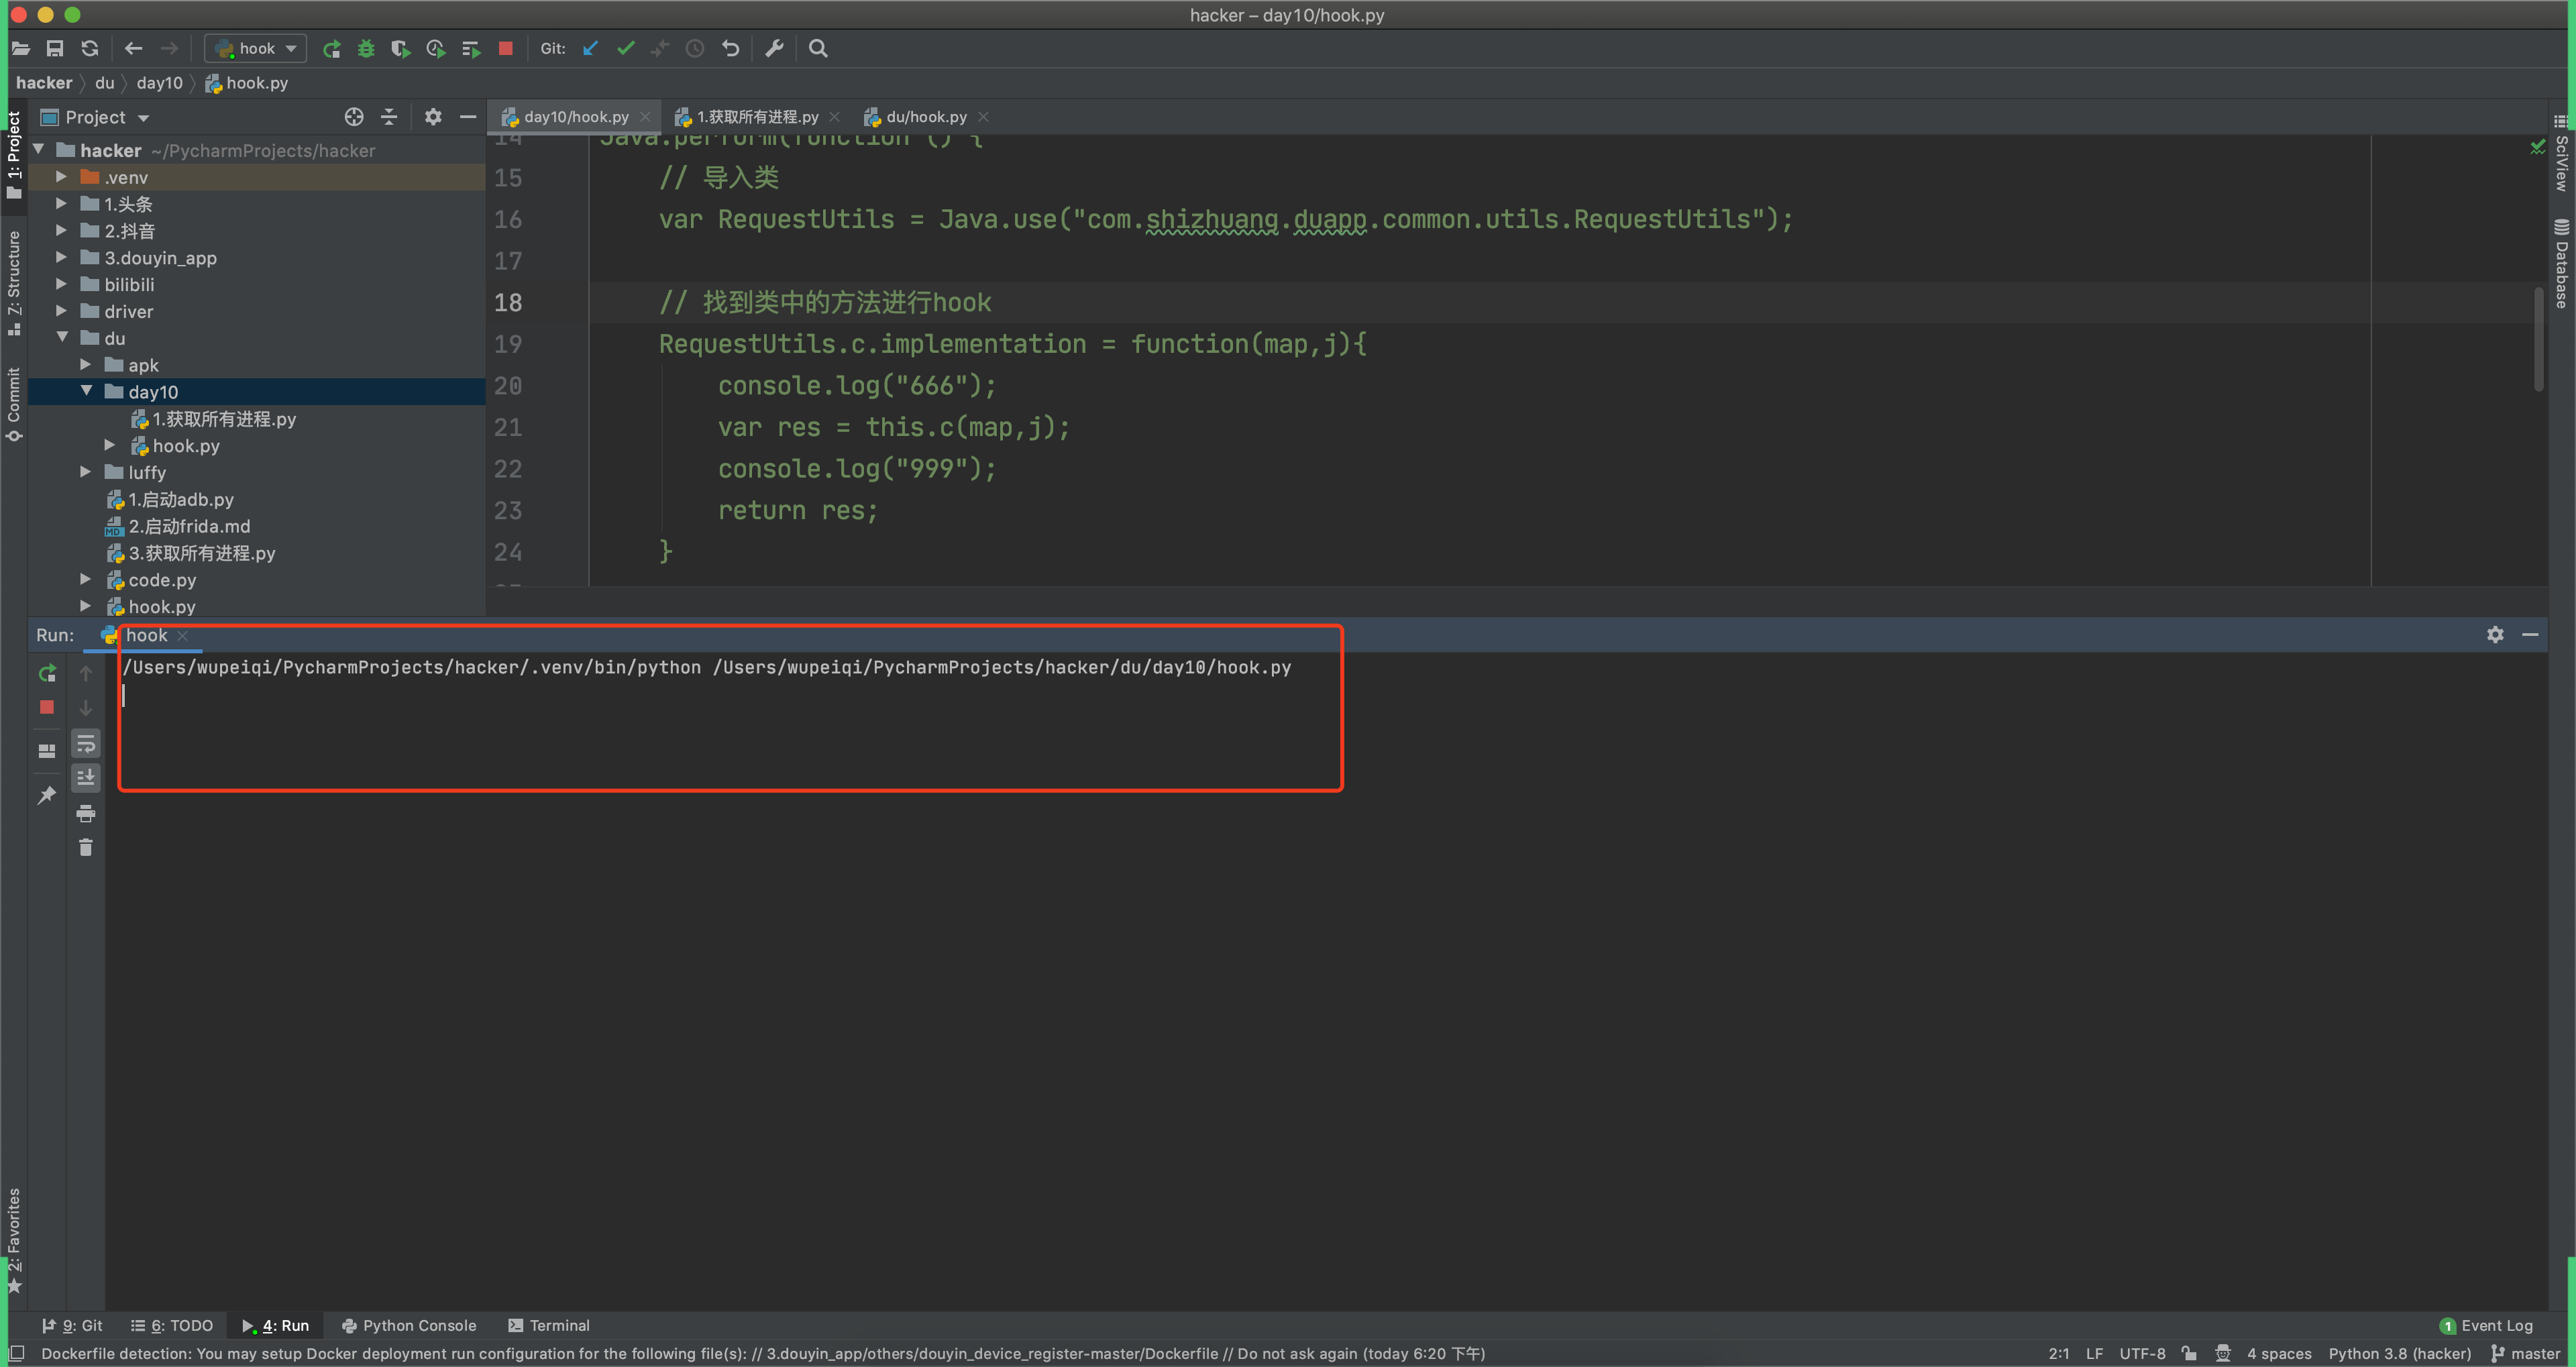 hacker – day10/hook.py
hook
Git:
hacker
du
day10
hook.py
Project
day10/hook.py
1.获取所有进程.py
du/hook.py
1: Project
Z: Structure
Commit
2: Favorites
SciView
Database
hacker ~/PycharmProjects/hacker
.venv
1.头条
2.抖音
3.douyin_app
bilibili
driver
du
apk
day10
1.获取所有进程.py
hook.py
luffy
1.启动adb.py
2.启动frida.md
3.获取所有进程.py
code.py
hook.py
14 Java.perform(function () {
15 // 导入类
16 var RequestUtils = Java.use("com.shizhuang.duapp.common.utils.RequestUtils");
17
18 // 找到类中的方法进行hook
19 RequestUtils.c.implementation = function(map,j){
20 console.log("666");
21 var res = this.c(map,j);
22 console.log("999");
23 return res;
24 }
Run: hook
/Users/wupeiqi/PycharmProjects/hacker/.venv/bin/python /Users/wupeiqi/PycharmProjects/hacker/du/day10/hook.py
9: Git
6: TODO
4: Run
Python Console
Terminal
1 Event Log
Dockerfile detection: You may setup Docker deployment run configuration for the following file(s): // 3.douyin_app/others/douyin_device_register-master/Dockerfile // Do not ask again (today 6:20 下午)
2:1 LF UTF-8 4 spaces Python 3.8 (hacker) master